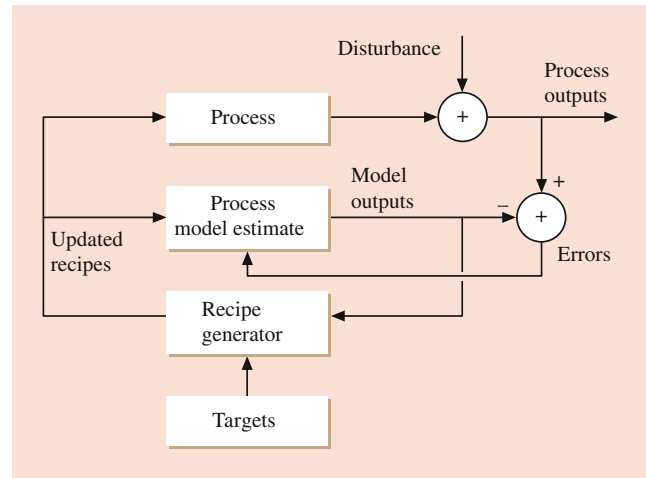 Disturbance
Process
outputs
Process
+
Model
outputs
Process
model estimate
–
+
+
Updated
recipes
Errors
Recipe
generator
Targets